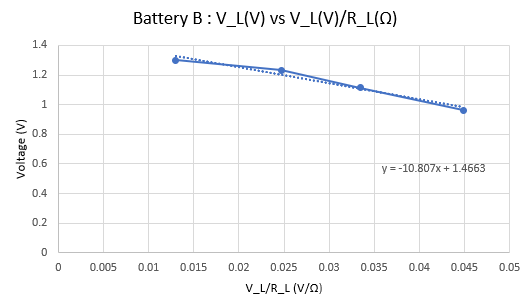 Battery B : V_L(V) vs V_L(V)/R_L(Ω)
1.4
1.2
1
0.8
0.6
0.4
0.2
0
Voltage (V)
y = -10.807x + 1.4663
0 0.005 0.01 0.015 0.02 0.025 0.03 0.035 0.04 0.045 0.05
V_L/R_L (V/Ω)